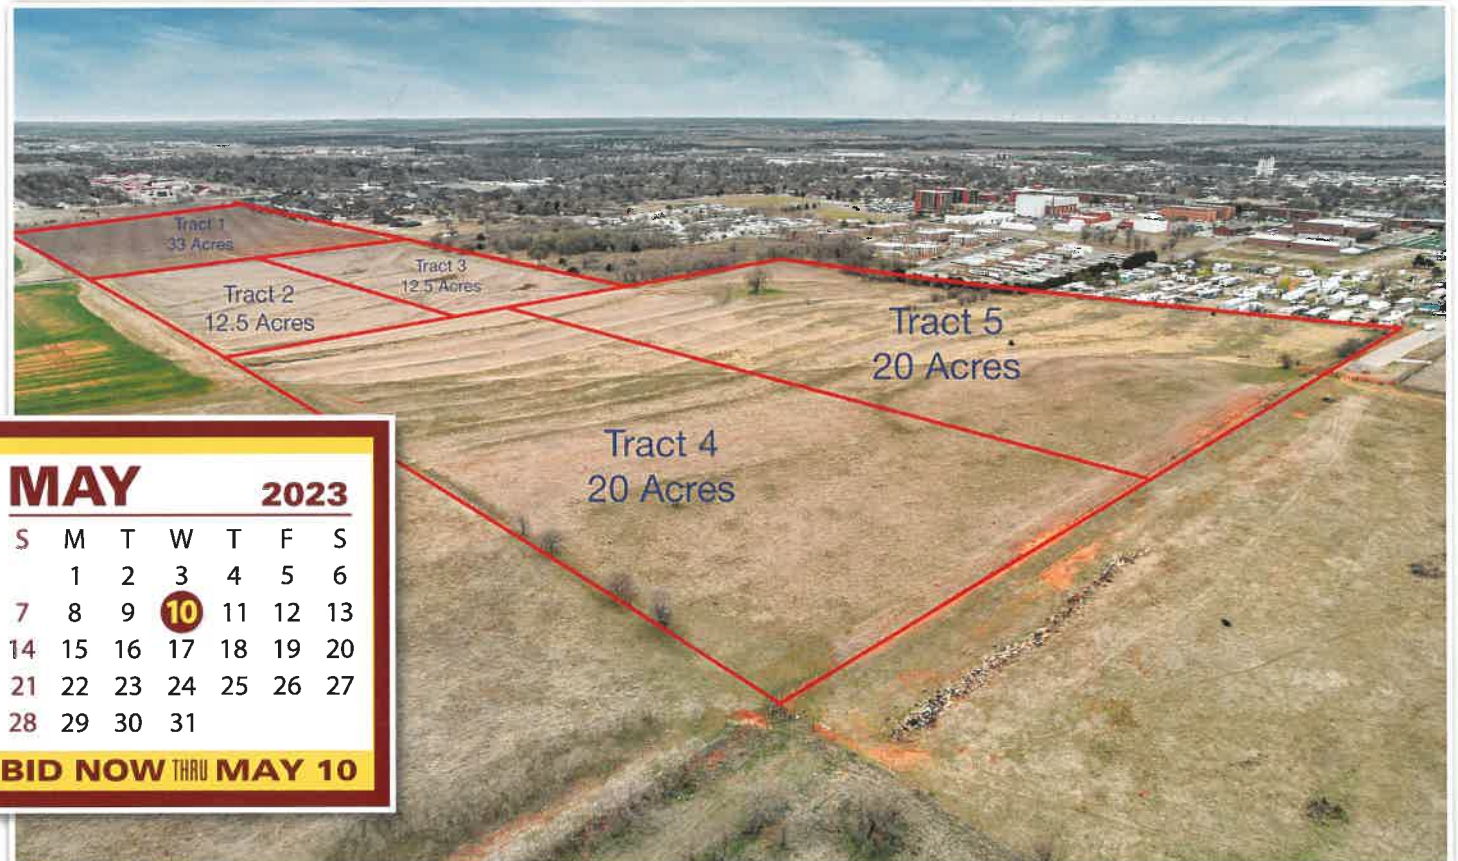 Tract 1
33 Acres
Tract 3
12.5 Acres
Tract 2
12.5 Acres
Tract 5
20 Acres
Tract 4
20 Acres
MAY 2023
S M T W T F S
1 2 3 4 5 6
7 8 9 10 11 12 13
14 15 16 17 18 19 20
21 22 23 24 25 26 27
28 29 30 31
BID NOW THRU MAY 10